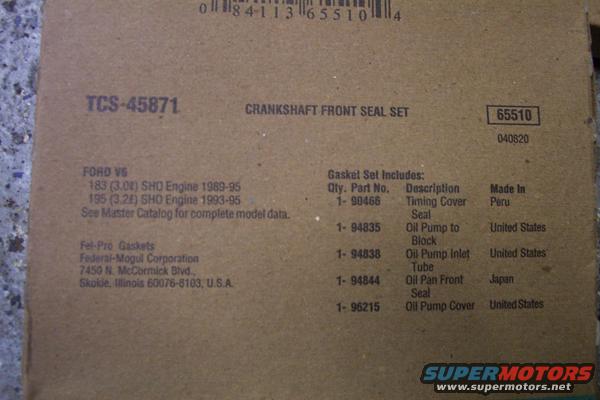 0 84113 65510 4
TCS-45871 CRANKSHAFT FRONT SEAL SET 65510
040820
FORD V6
183 (3.0ℓ) SHO Engine 1989-95
195 (3.2ℓ) SHO Engine 1993-95
See Master Catalog for complete model data.
Fel-Pro Gaskets
Federal-Mogul Corporation
7450 N. McCormick Blvd.,
Skokie, Illinois 60076-8103, U.S.A.
Gasket Set Includes:
Qty. Part No. Description Made In
1- 90468 Timing Cover Peru
Seal
1- 94835 Oil Pump to United States
Block
1- 94838 Oil Pump Inlet United States
Tube
1- 94844 Oil Pan Front Japan
Seal
1- 96215 Oil Pump Cover United States
SUPERMOTORS
www.supermotors.net